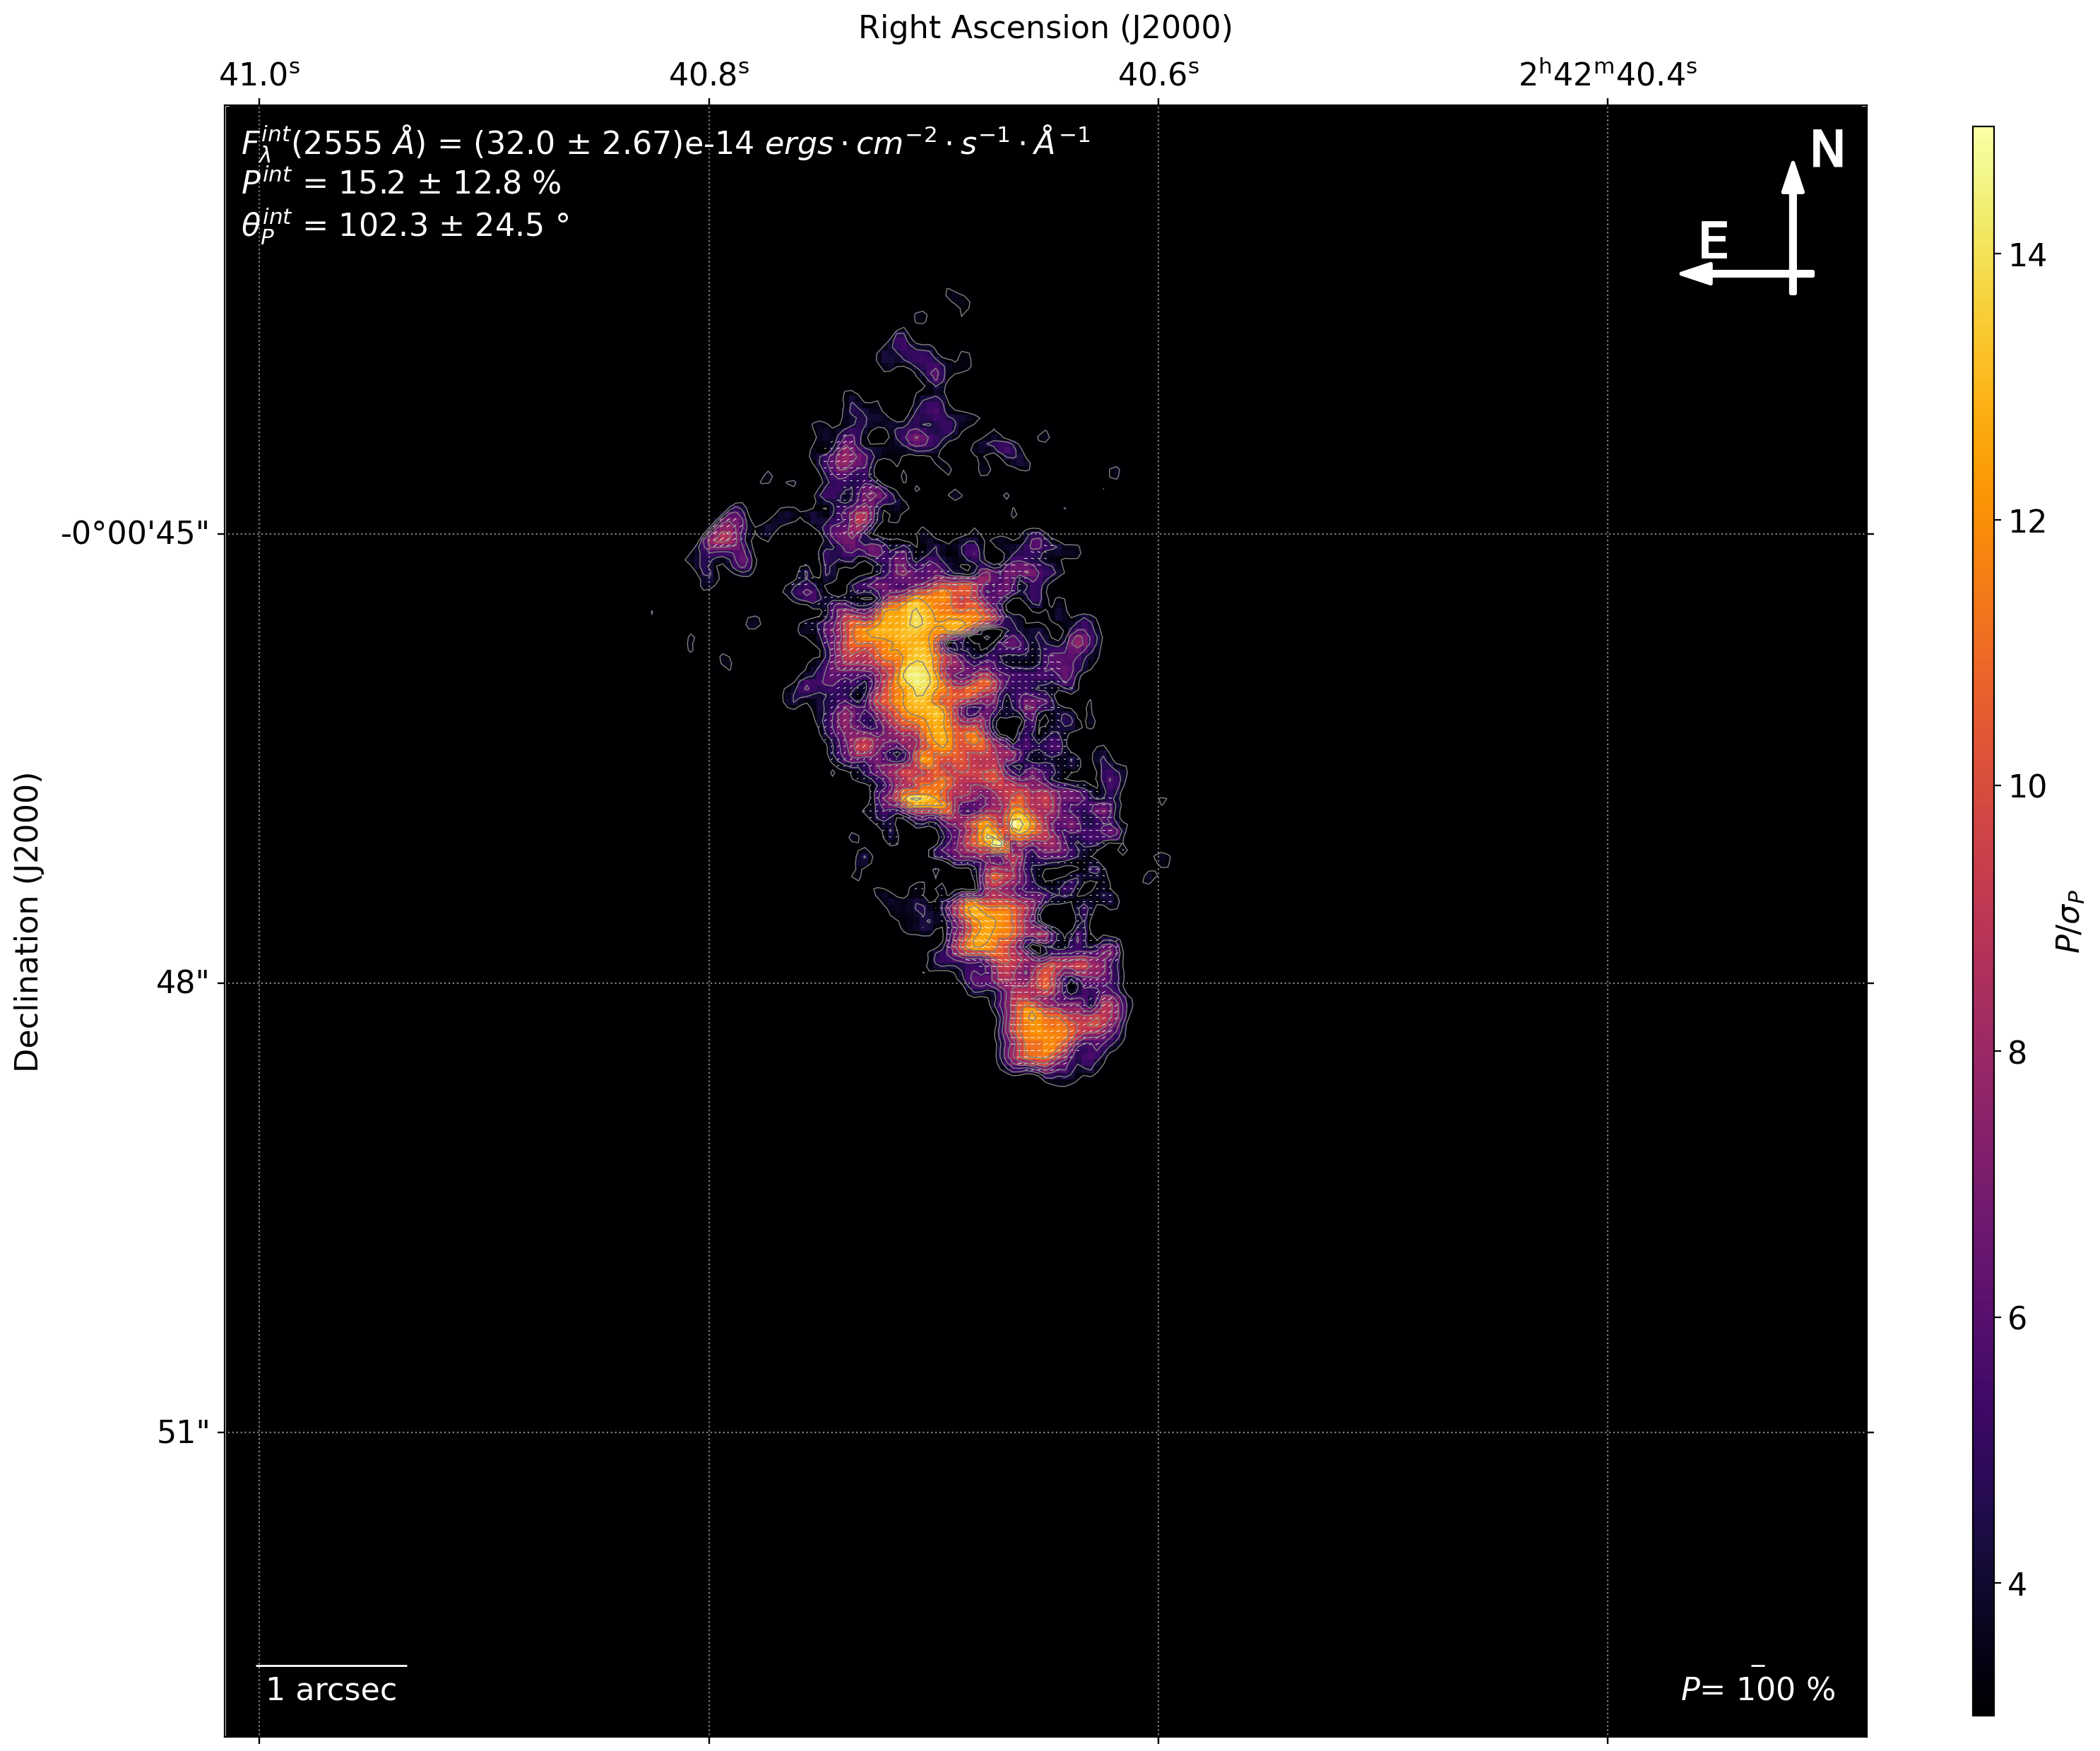 Right Ascension (J2000)
41.0ˢ 40.8ˢ 40.6ˢ 2ʰ42ᵐ40.4ˢ
F_λ^int(2555 Å) = (32.0 ± 2.67)e-14 ergs · cm⁻² · s⁻¹ · Å⁻¹
P^int = 15.2 ± 12.8 %
θ_P^int = 102.3 ± 24.5 °
N
E
-0°00'45"
48"
51"
Declination (J2000)
14
12
10
8
6
4
P/σ_P
1 arcsec
P= 100 %